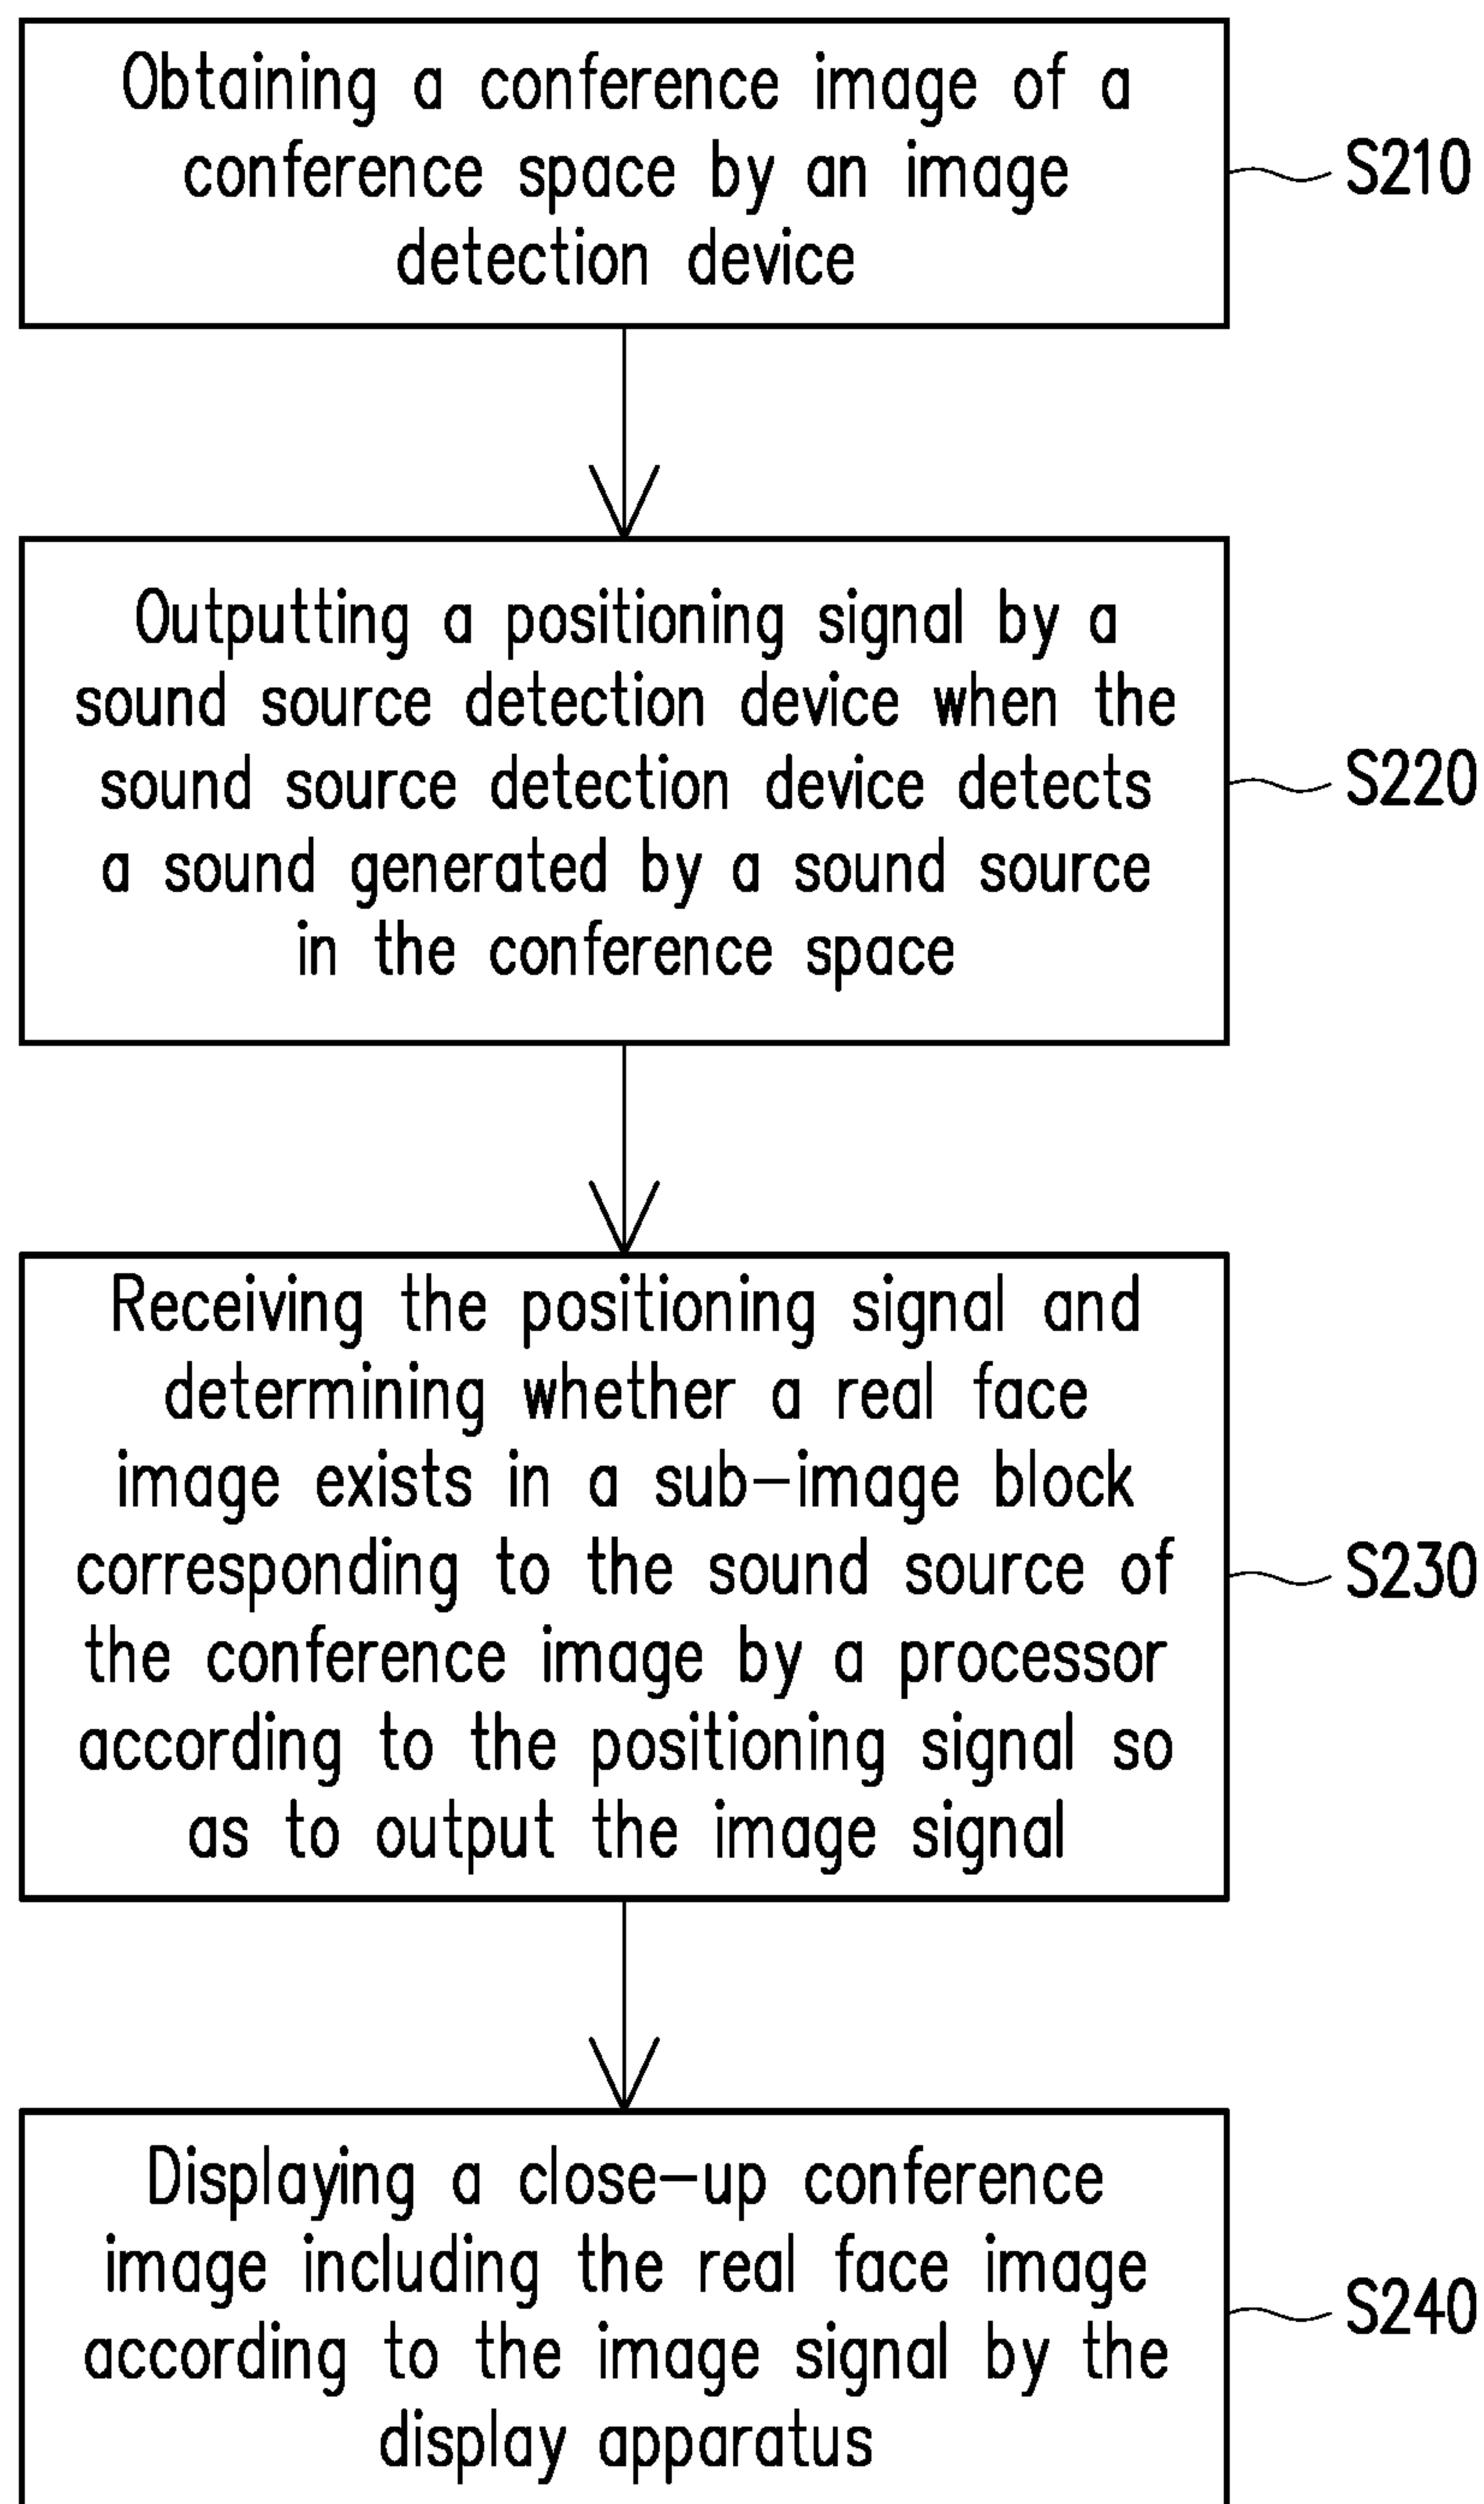 Obtaining a conference image of a
conference space by an image
detection device
S210
Outputting a positioning signal by a
sound source detection device when the
sound source detection device detects
a sound generated by a sound source
in the conference space
S220
Receiving the positioning signal and
determining whether a real face
image exists in a sub-image block
corresponding to the sound source of
the conference image by a processor
according to the positioning signal so
as to output the image signal
S230
Displaying a close-up conference
image including the real face image
according to the image signal by the
display apparatus
S240